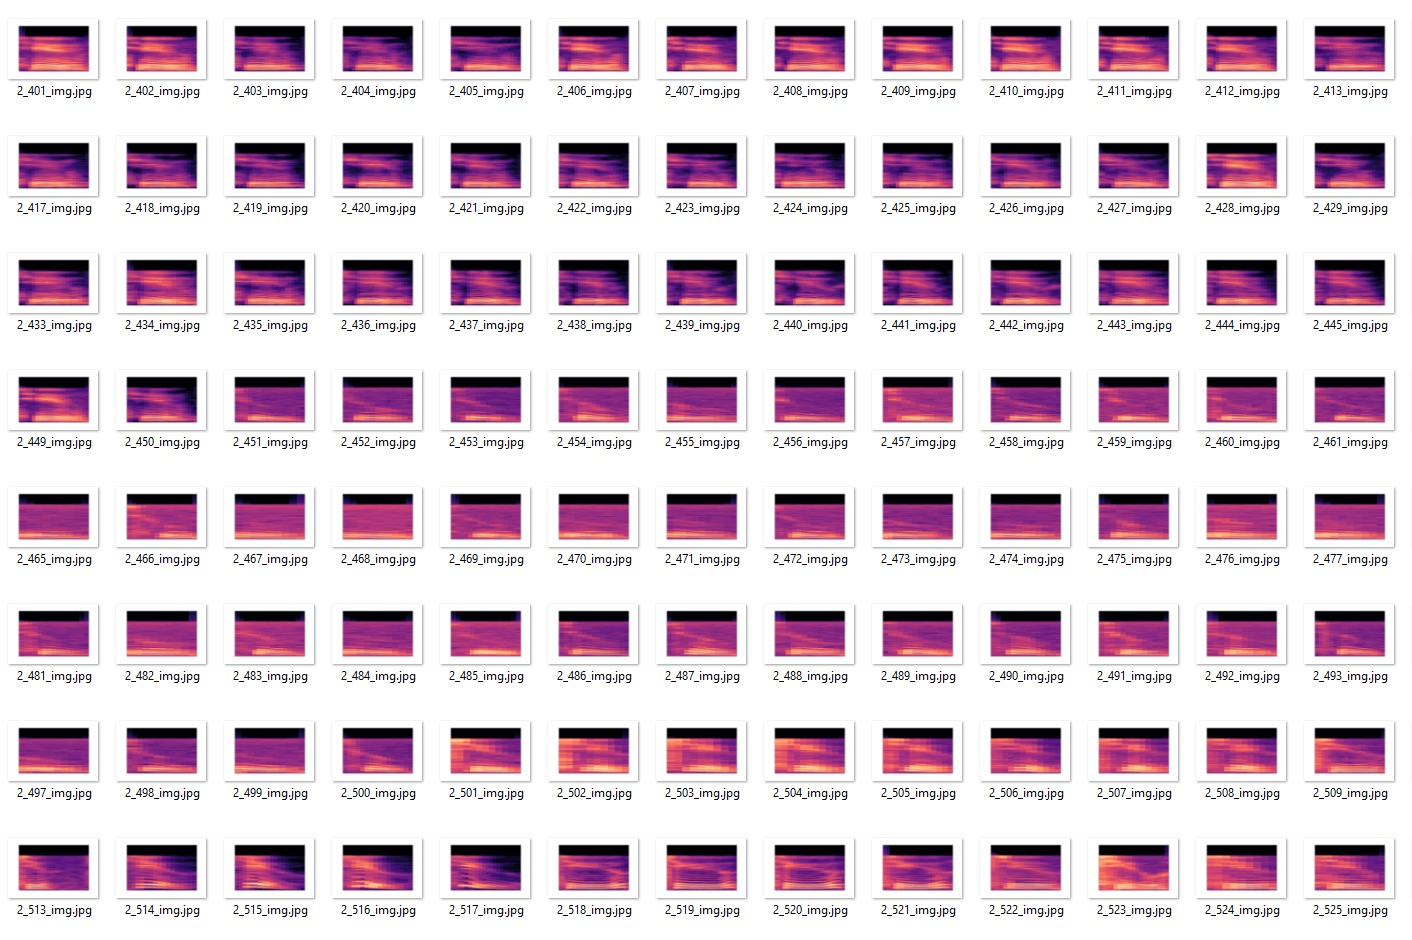 2_401_img.jpg 2_402_img.jpg 2_403_img.jpg 2_404_img.jpg 2_405_img.jpg 2_406_img.jpg 2_407_img.jpg 2_408_img.jpg 2_409_img.jpg 2_410_img.jpg 2_411_img.jpg 2_412_img.jpg 2_413_img.jpg
2_417_img.jpg 2_418_img.jpg 2_419_img.jpg 2_420_img.jpg 2_421_img.jpg 2_422_img.jpg 2_423_img.jpg 2_424_img.jpg 2_425_img.jpg 2_426_img.jpg 2_427_img.jpg 2_428_img.jpg 2_429_img.jpg
2_433_img.jpg 2_434_img.jpg 2_435_img.jpg 2_436_img.jpg 2_437_img.jpg 2_438_img.jpg 2_439_img.jpg 2_440_img.jpg 2_441_img.jpg 2_442_img.jpg 2_443_img.jpg 2_444_img.jpg 2_445_img.jpg
2_449_img.jpg 2_450_img.jpg 2_451_img.jpg 2_452_img.jpg 2_453_img.jpg 2_454_img.jpg 2_455_img.jpg 2_456_img.jpg 2_457_img.jpg 2_458_img.jpg 2_459_img.jpg 2_460_img.jpg 2_461_img.jpg
2_465_img.jpg 2_466_img.jpg 2_467_img.jpg 2_468_img.jpg 2_469_img.jpg 2_470_img.jpg 2_471_img.jpg 2_472_img.jpg 2_473_img.jpg 2_474_img.jpg 2_475_img.jpg 2_476_img.jpg 2_477_img.jpg
2_481_img.jpg 2_482_img.jpg 2_483_img.jpg 2_484_img.jpg 2_485_img.jpg 2_486_img.jpg 2_487_img.jpg 2_488_img.jpg 2_489_img.jpg 2_490_img.jpg 2_491_img.jpg 2_492_img.jpg 2_493_img.jpg
2_497_img.jpg 2_498_img.jpg 2_499_img.jpg 2_500_img.jpg 2_501_img.jpg 2_502_img.jpg 2_503_img.jpg 2_504_img.jpg 2_505_img.jpg 2_506_img.jpg 2_507_img.jpg 2_508_img.jpg 2_509_img.jpg
2_513_img.jpg 2_514_img.jpg 2_515_img.jpg 2_516_img.jpg 2_517_img.jpg 2_518_img.jpg 2_519_img.jpg 2_520_img.jpg 2_521_img.jpg 2_522_img.jpg 2_523_img.jpg 2_524_img.jpg 2_525_img.jpg